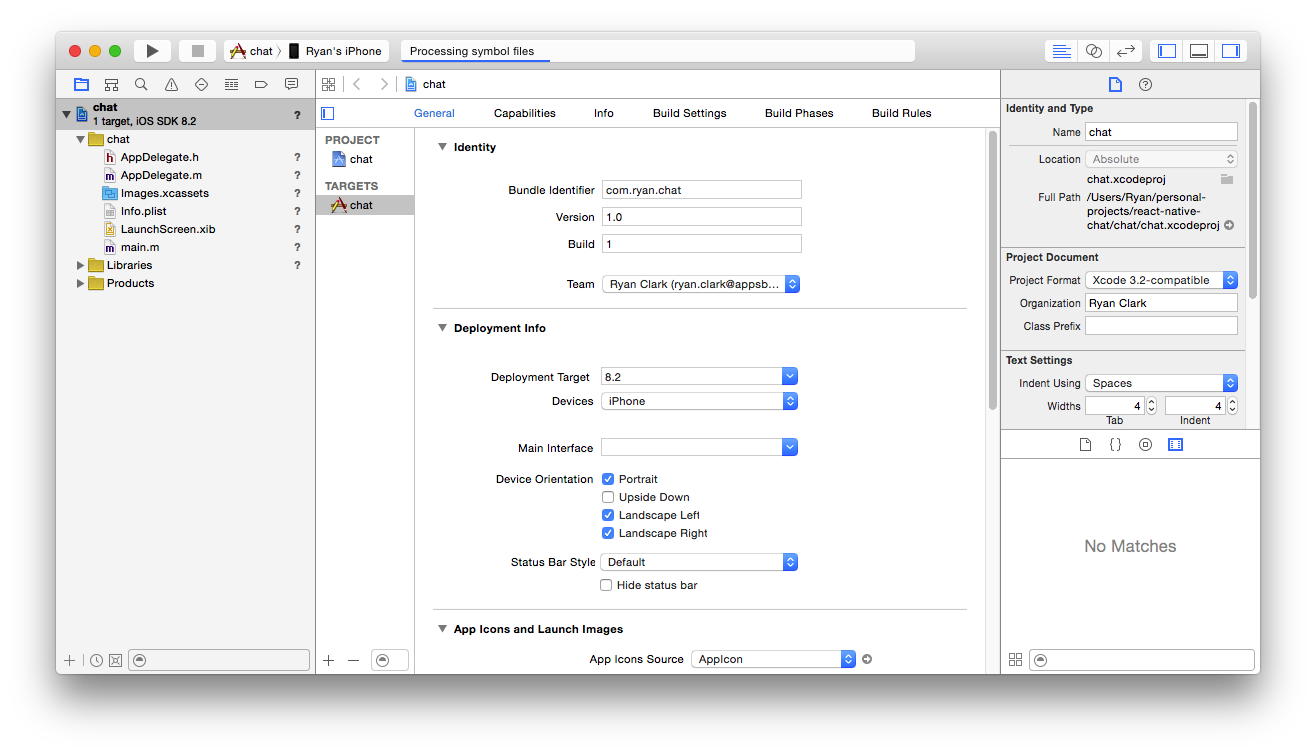 chat
Ryan's iPhone
Processing symbol files
chat
1 target, iOS SDK 8.2
?
chat
AppDelegate.h
?
AppDelegate.m
?
Images.xcassets
?
Info.plist
?
LaunchScreen.xib
?
main.m
?
Libraries
?
Products
chat
General
Capabilities
Info
Build Settings
Build Phases
Build Rules
PROJECT
chat
TARGETS
chat
Identity
Bundle Identifier
com.ryan.chat
Version
1.0
Build
1
Team
Ryan Clark (ryan.clark@appsb...
Deployment Info
Deployment Target
8.2
Devices
iPhone
Main Interface
Device Orientation
Portrait
Upside Down
Landscape Left
Landscape Right
Status Bar Style
Default
Hide status bar
App Icons and Launch Images
App Icons Source
AppIcon
Identity and Type
Name
chat
Location
Absolute
chat.xcodeproj
Full Path
/Users/Ryan/personal-
projects/react-native-
chat/chat/chat.xcodeproj
Project Document
Project Format
Xcode 3.2-compatible
Organization
Ryan Clark
Class Prefix
Text Settings
Indent Using
Spaces
Widths
4
4
Tab
Indent
{ }
No Matches